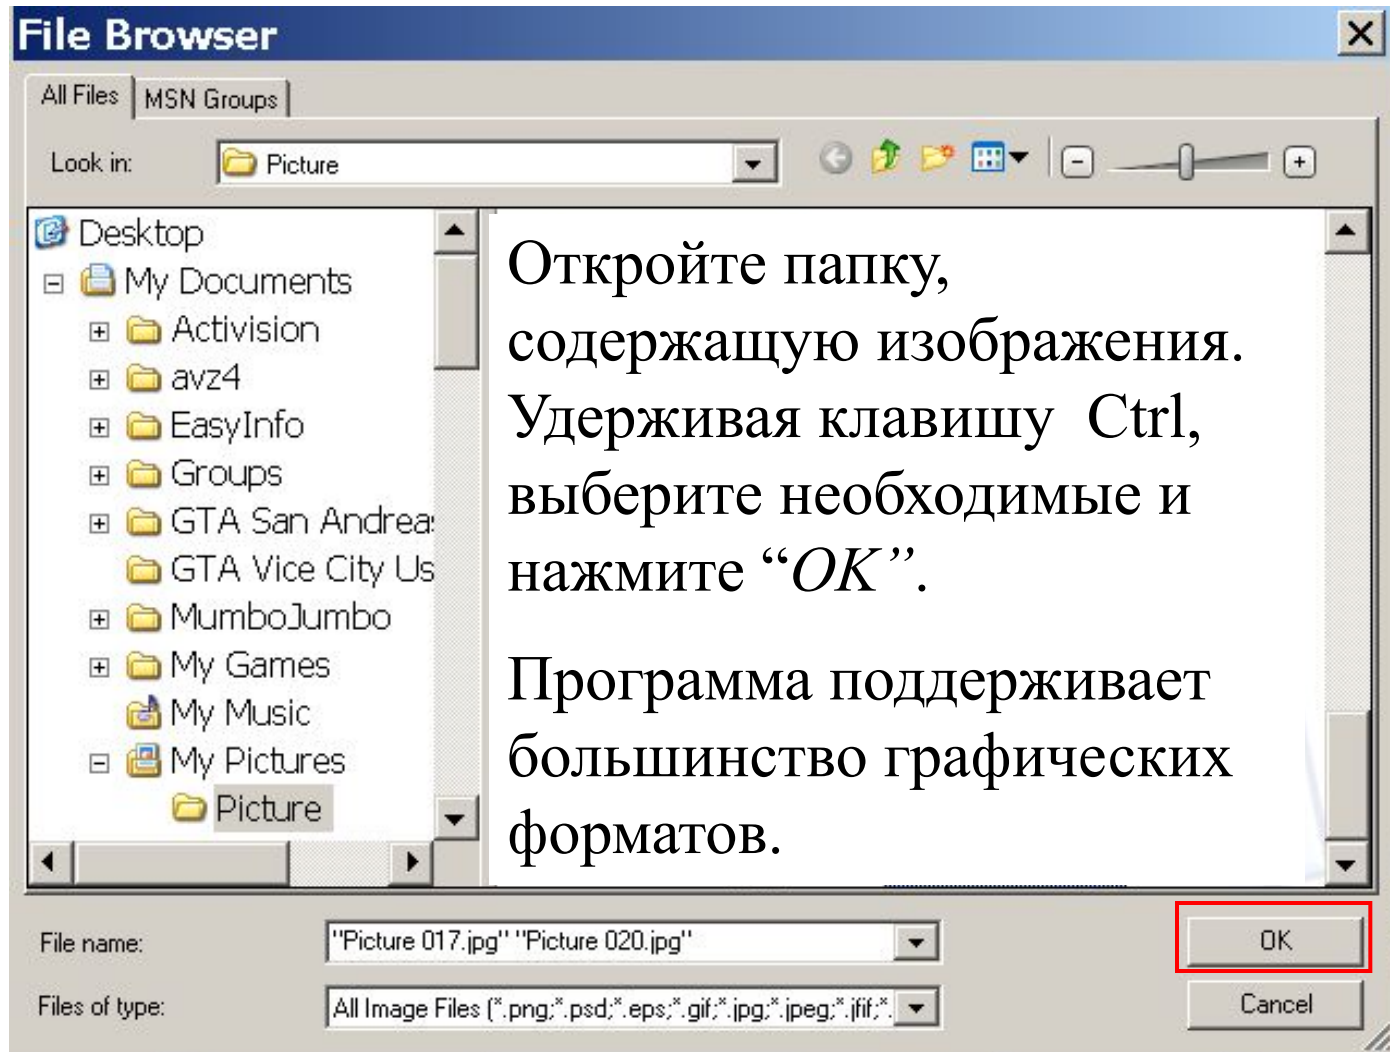 File Browser
All Files
MSN Groups
Look in:
Picture
Desktop
My Documents
Activision
avz4
EasyInfo
Groups
GTA San Andreas
GTA Vice City Us
MumboJumbo
My Games
My Music
My Pictures
Picture
Откройте папку,
содержащую изображения.
Удерживая клавишу Ctrl,
выберите необходимые и
нажмите “OK”.
Программа поддерживает
большинство графических
форматов.
File name:
"Picture 017.jpg" "Picture 020.jpg"
OK
Files of type:
All Image Files (*.png;*.psd;*.eps;*.gif;*.jpg;*.jpeg;*.jfif;*.
Cancel